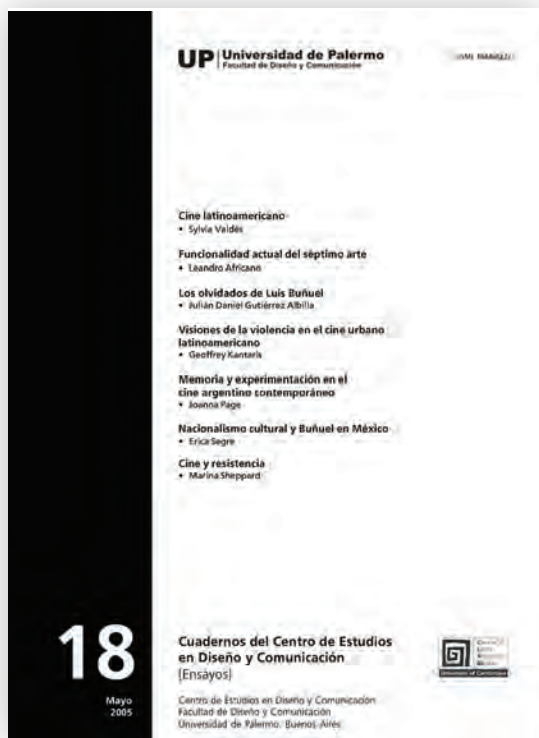 UP Universidad de Palermo
Facultad de Diseño y Comunicación
Cine latinoamericano
• Sylvia Valdés
Funcionalidad actual del séptimo arte
• Leandro Africano
Los olvidados de Luis Buñuel
• Julián Daniel Gutiérrez Albilla
Visiones de la violencia en el cine urbano
latinoamericano
• Geoffrey Kantaris
Memoria y experimentación en el
cine argentino contemporáneo
• Joanna Page
Nacionalismo cultural y Buñuel en México
• Erica Segre
Cine y resistencia
• Marina Sheppard
18
Mayo
2005
Cuadernos del Centro de Estudios
en Diseño y Comunicación
[Ensayos]
Centro de Estudios en Diseño y Comunicación
Facultad de Diseño y Comunicación
Universidad de Palermo. Buenos Aires
University of Cambridge